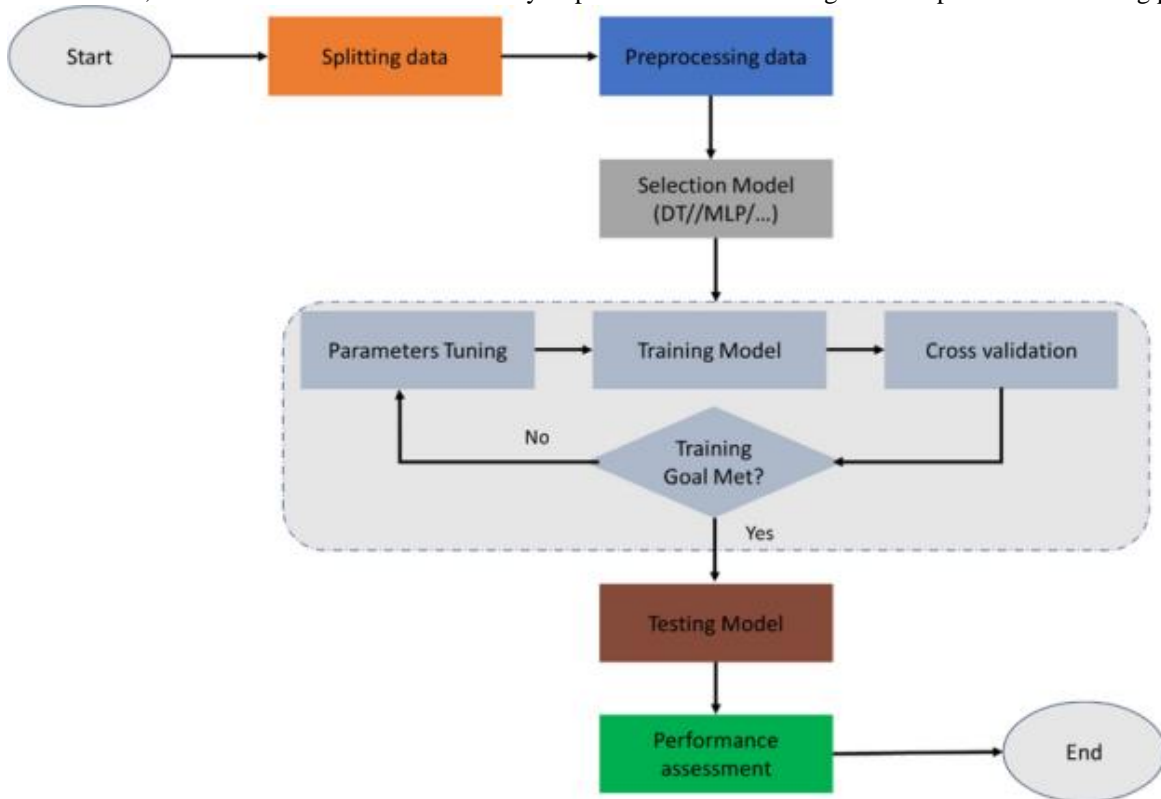 Start
Splitting data
Preprocessing data
Selection Model
(DT//MLP/...)
Parameters Tuning
Training Model
Cross validation
No
Training
Goal Met?
Yes
Testing Model
Performance
assessment
End